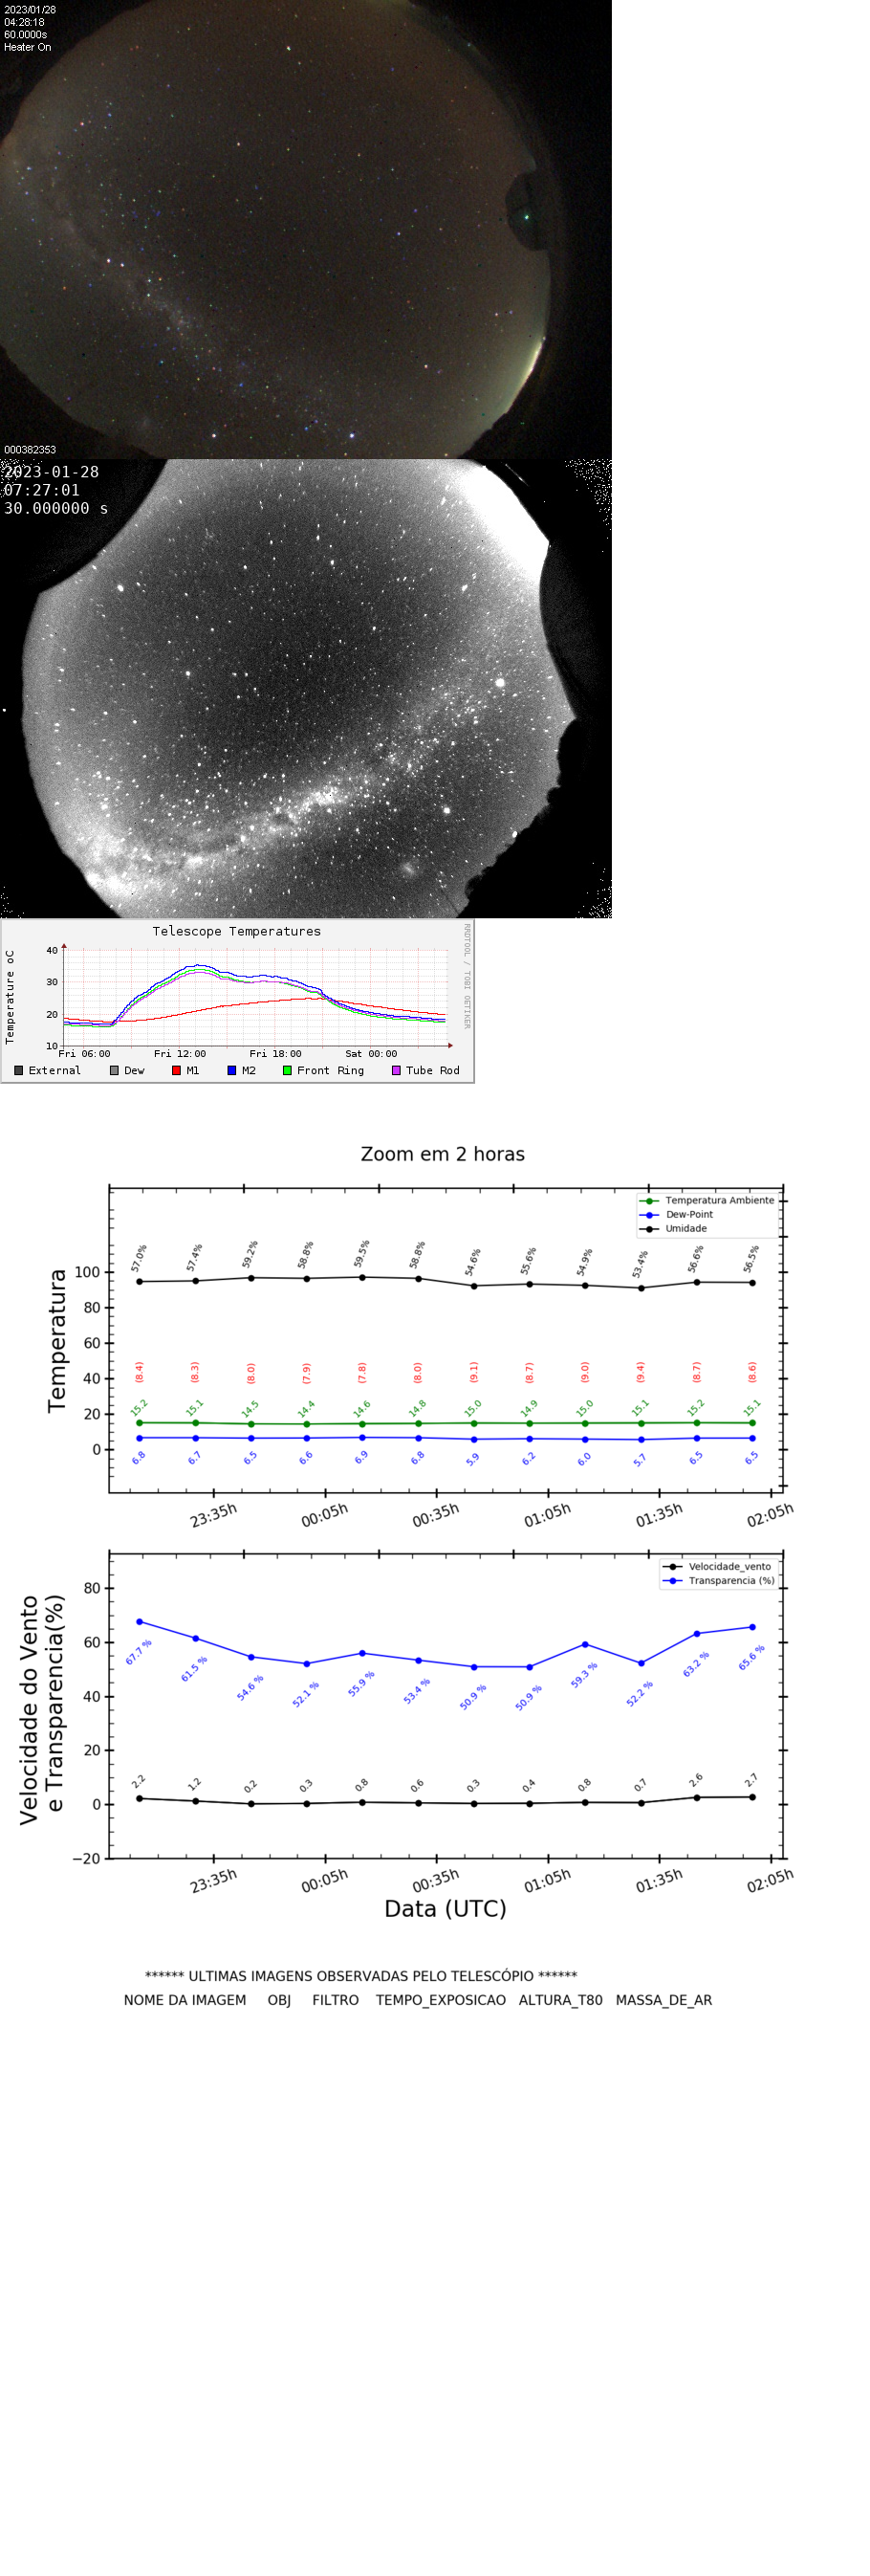 2023/01/28
04:28:18
60.0000s
Heater On
000382353
2023-01-28
07:27:01
30.000000 s
Telescope Temperatures
RRDTOOL / TOBI OETIKER
Temperature oC
40
30
20
10
Fri 06:00 Fri 12:00 Fri 18:00 Sat 00:00
External Dew M1 M2 Front Ring Tube Rod
Zoom em 2 horas
Temperatura Ambiente
Dew-Point
Umidade
57.0% 57.4% 59.2% 58.8% 59.5% 58.8% 54.6% 55.6% 54.9% 53.4% 56.6% 56.5%
Temperatura
100
80
60
40
20
0
(8.4) (8.3) (8.0) (7.9) (7.8) (8.0) (9.1) (8.7) (9.0) (9.4) (8.7) (8.6)
15.2 15.1 14.5 14.4 14.6 14.8 15.0 14.9 15.0 15.1 15.2 15.1
6.8 6.7 6.5 6.6 6.9 6.8 5.9 6.2 6.0 5.7 6.5 6.5
23:35h 00:05h 00:35h 01:05h 01:35h 02:05h
Velocidade_vento
Transparencia (%)
Velocidade do Vento
e Transparencia(%)
80
60
40
20
0
−20
67.7 % 61.5 % 54.6 % 52.1 % 55.9 % 53.4 % 50.9 % 50.9 % 59.3 % 52.2 % 63.2 % 65.6 %
2.2 1.2 0.2 0.3 0.8 0.6 0.3 0.4 0.8 0.7 2.6 2.7
23:35h 00:05h 00:35h 01:05h 01:35h 02:05h
Data (UTC)
****** ULTIMAS IMAGENS OBSERVADAS PELO TELESCÓPIO ******
NOME DA IMAGEM OBJ FILTRO TEMPO_EXPOSICAO ALTURA_T80 MASSA_DE_AR